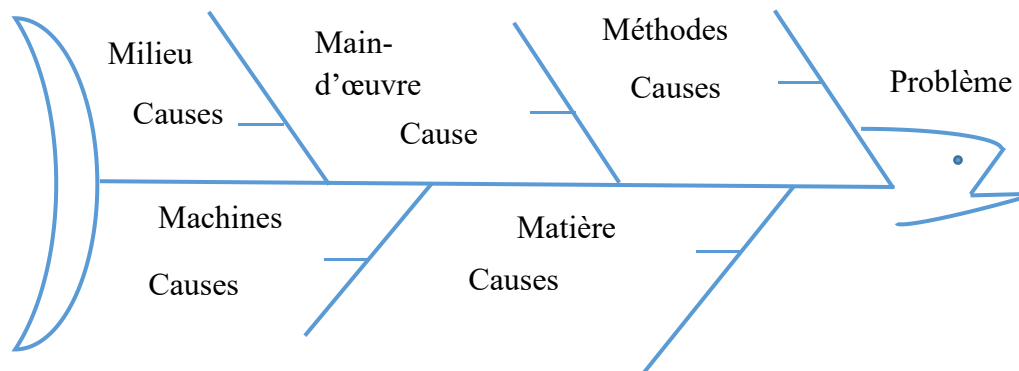 Milieu
Causes
Main-
d’œuvre
Cause
Méthodes
Causes
Problème
Machines
Causes
Matière
Causes